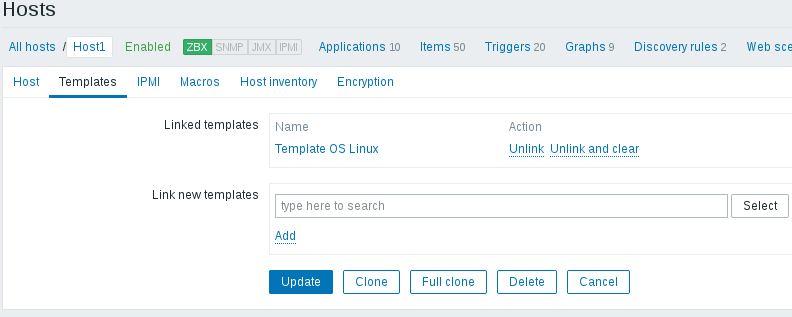 Hosts
All hosts / Host1 Enabled ZBX SNMP JMX IPMI Applications 10 Items 50 Triggers 20 Graphs 9 Discovery rules 2 Web sce
Host Templates IPMI Macros Host inventory Encryption
Linked templates Name Action
Template OS Linux Unlink Unlink and clear
Link new templates type here to search Select
Add
Update Clone Full clone Delete Cancel